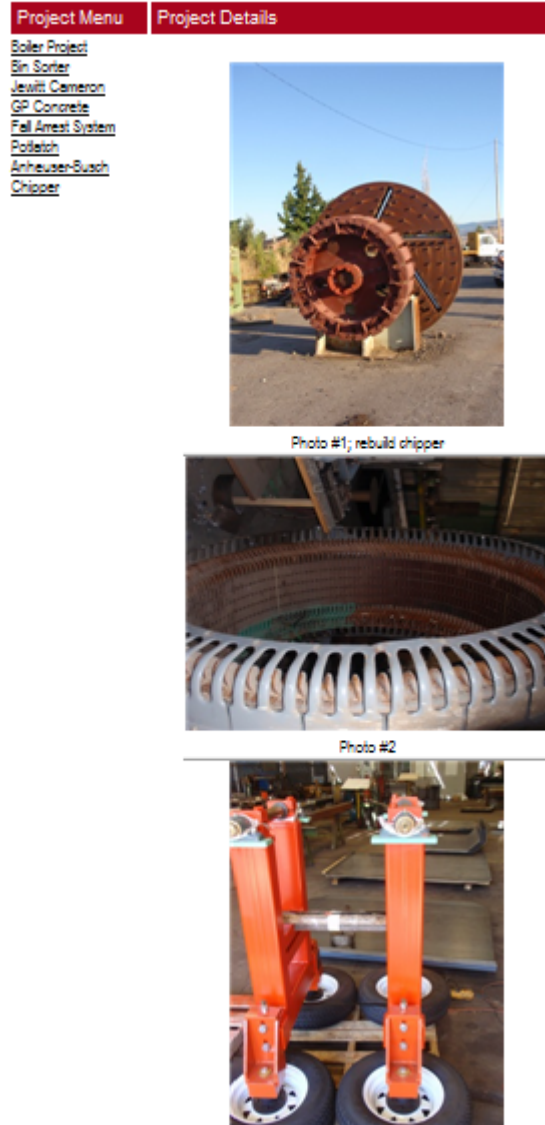 Project Menu
Project Details
Boiler Project
Bin Sorter
Jewitt Cameron
GP Concrete
Fall Arrest System
Potlatch
Anheuser-Busch
Chipper
Photo #1; rebuild chipper
Photo #2